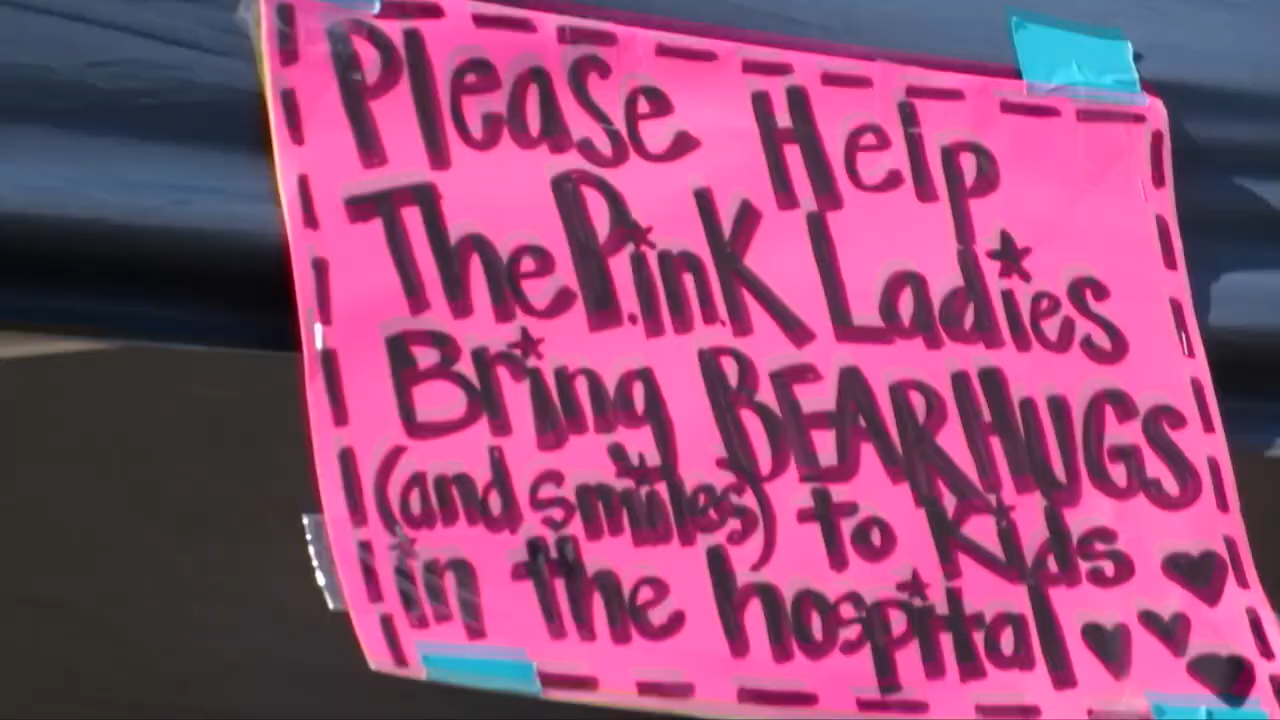 Please Help
The Pink Ladies
Bring BEARHUGS
(and smiles) to Kids
in the hospital